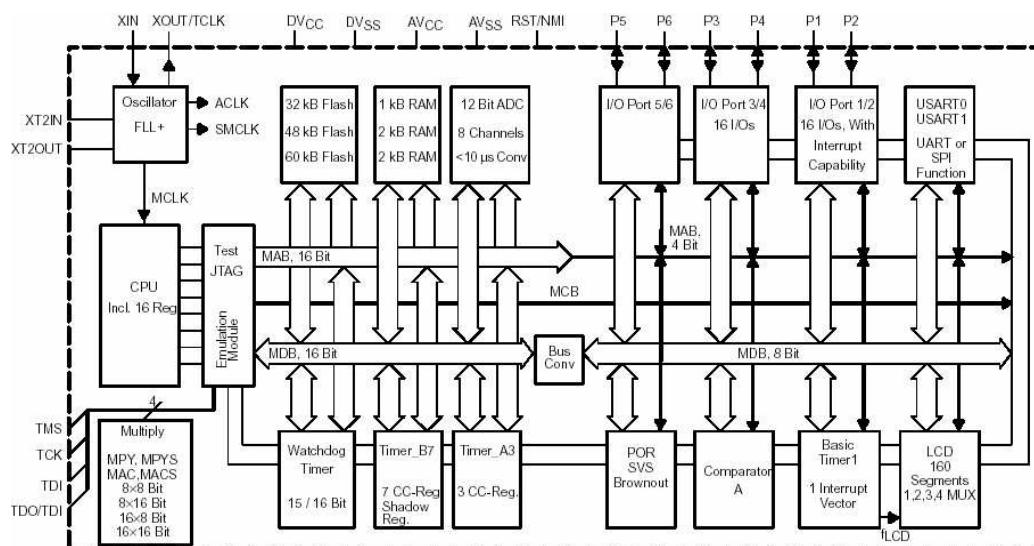 XIN
XOUT/TCLK
DVCC
DVSS
AVCC
AVSS
RST/NMI
P5
P6
P3
P4
P1
P2
XT2IN
XT2OUT
Oscillator
FLL+
ACLK
SMCLK
MCLK
32 kB Flash
48 kB Flash
60 kB Flash
1 kB RAM
2 kB RAM
2 kB RAM
12 Bit ADC
8 Channels
<10 µs Conv
I/O Port 5/6
I/O Port 3/4
16 I/Os
I/O Port 1/2
16 I/Os, With
Interrupt
Capability
USART0
USART1
UART or
SPI
Function
CPU
Incl. 16 Reg
Test
JTAG
Emulation
Module
MAB, 16 Bit
MAB,
4 Bit
MCB
MDB, 16 Bit
Bus
Conv
MDB, 8 Bit
4
TMS
TCK
TDI
TDO/TDI
Multiply
MPY, MPYS
MAC, MACS
8×8 Bit
8×16 Bit
16×8 Bit
16×16 Bit
Watchdog
Timer
15 / 16 Bit
Timer_B7
7 CC-Reg
Shadow
Reg.
Timer_A3
3 CC-Reg.
POR
SVS
Brownout
Comparator
A
Basic
Timer1
1 Interrupt
Vector
fLCD
LCD
160
Segments
1,2,3,4 MUX